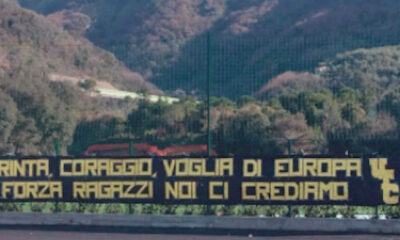 RINTA, CORAGGIO, VOGLIA DI EUROPA
FORZA RAGAZZI NOI CI CREDIAMO